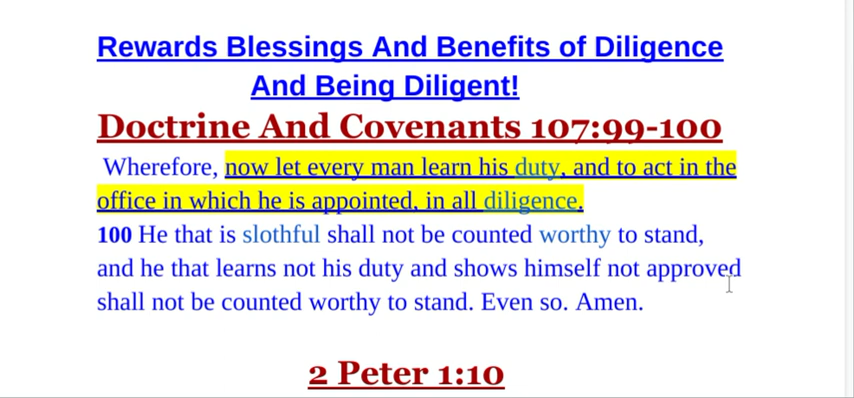 Rewards Blessings And Benefits of Diligence
And Being Diligent!
Doctrine And Covenants 107:99-100
Wherefore, now let every man learn his duty, and to act in the
office in which he is appointed, in all diligence.
100 He that is slothful shall not be counted worthy to stand,
and he that learns not his duty and shows himself not approved
shall not be counted worthy to stand. Even so. Amen.
2 Peter 1:10